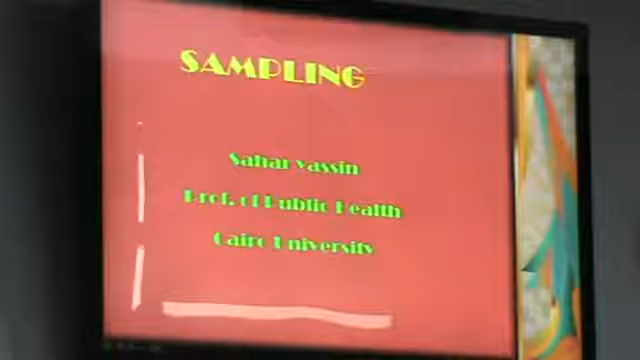 SAMPLING
Sahar yassin
Prof. of Public Health
Cairo University